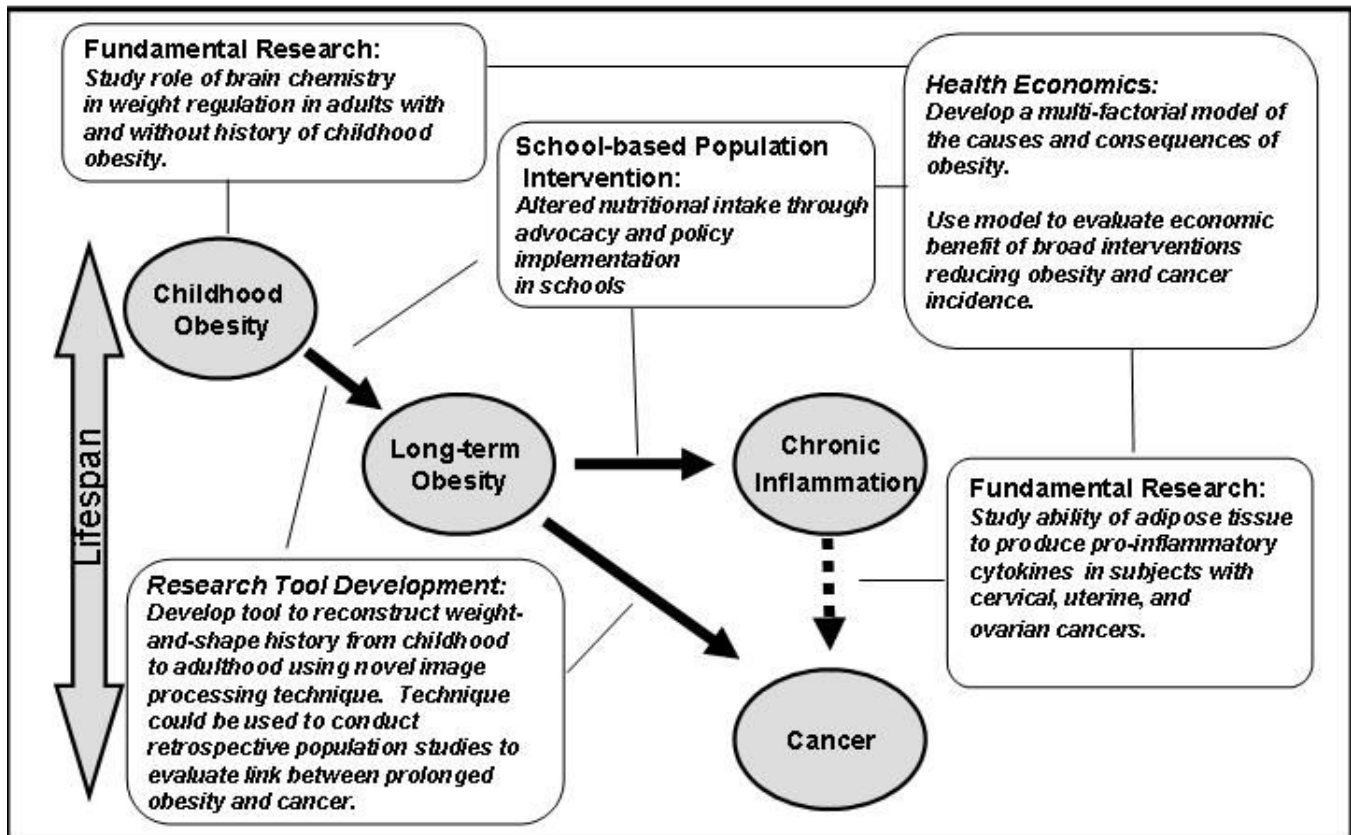 Fundamental Research:
Study role of brain chemistry
in weight regulation in adults with
and without history of childhood
obesity.
Health Economics:
Develop a multi-factorial model of
the causes and consequences of
obesity.
Use model to evaluate economic
benefit of broad interventions
reducing obesity and cancer
incidence.
School-based Population
Intervention:
Altered nutritional intake through
advocacy and policy
implementation
in schools
Childhood
Obesity
Lifespan
Long-term
Obesity
Chronic
Inflammation
Fundamental Research:
Study ability of adipose tissue
to produce pro-inflammatory
cytokines in subjects with
cervical, uterine, and
ovarian cancers.
Research Tool Development:
Develop tool to reconstruct weight-
and-shape history from childhood
to adulthood using novel image
processing technique. Technique
could be used to conduct
retrospective population studies to
evaluate link between prolonged
obesity and cancer.
Cancer